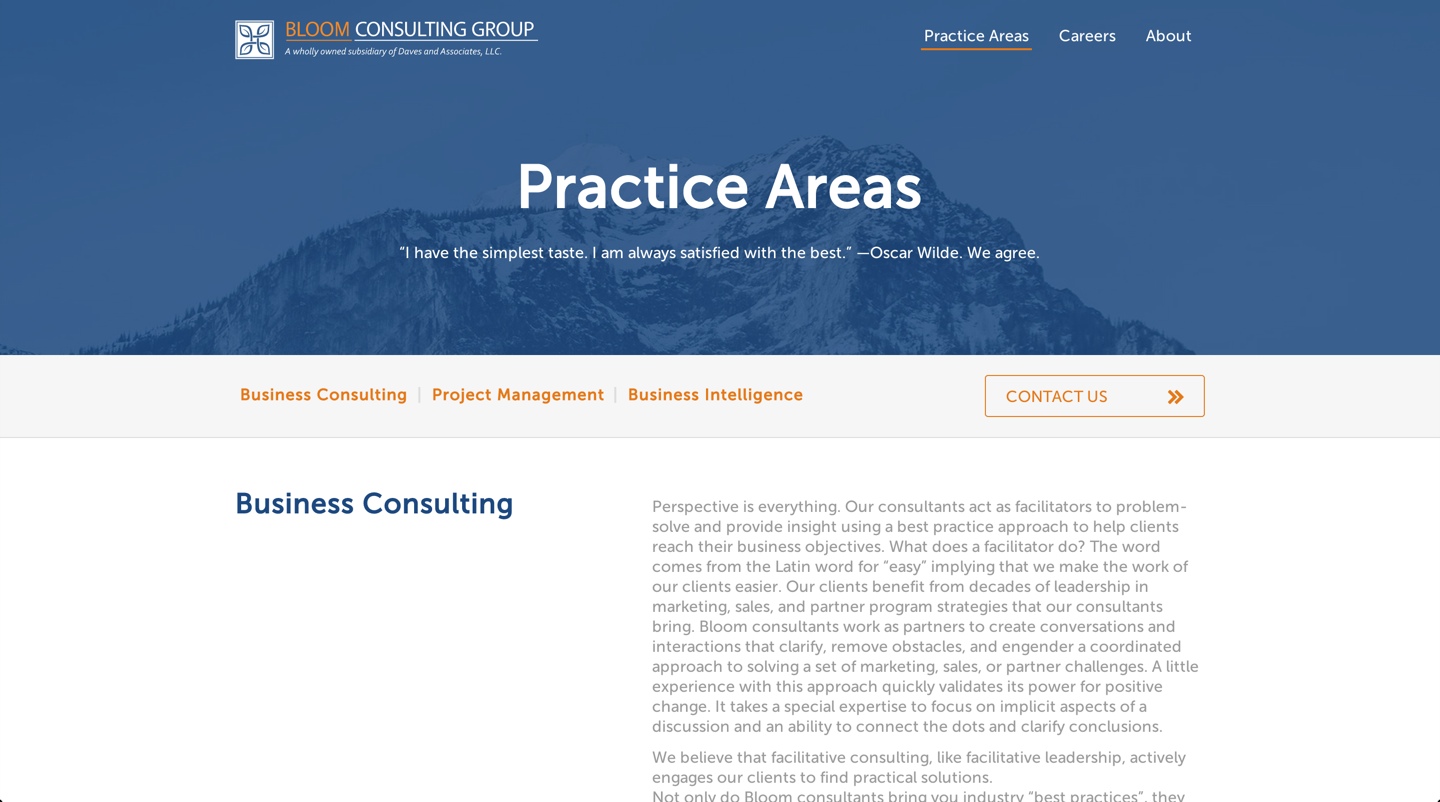 BLOOM CONSULTING GROUP
A wholly owned subsidiary of Daves and Associates, LLC.
Practice Areas
Careers
About
Practice Areas
“I have the simplest taste. I am always satisfied with the best.” —Oscar Wilde. We agree.
Business Consulting
Project Management
Business Intelligence
CONTACT US
Business Consulting
Perspective is everything. Our consultants act as facilitators to problem-
solve and provide insight using a best practice approach to help clients
reach their business objectives. What does a facilitator do? The word
comes from the Latin word for “easy” implying that we make the work of
our clients easier. Our clients benefit from decades of leadership in
marketing, sales, and partner program strategies that our consultants
bring. Bloom consultants work as partners to create conversations and
interactions that clarify, remove obstacles, and engender a coordinated
approach to solving a set of marketing, sales, or partner challenges. A little
experience with this approach quickly validates its power for positive
change. It takes a special expertise to focus on implicit aspects of a
discussion and an ability to connect the dots and clarify conclusions.
We believe that facilitative consulting, like facilitative leadership, actively
engages our clients to find practical solutions.
Not only do Bloom consultants bring you industry “best practices”, they